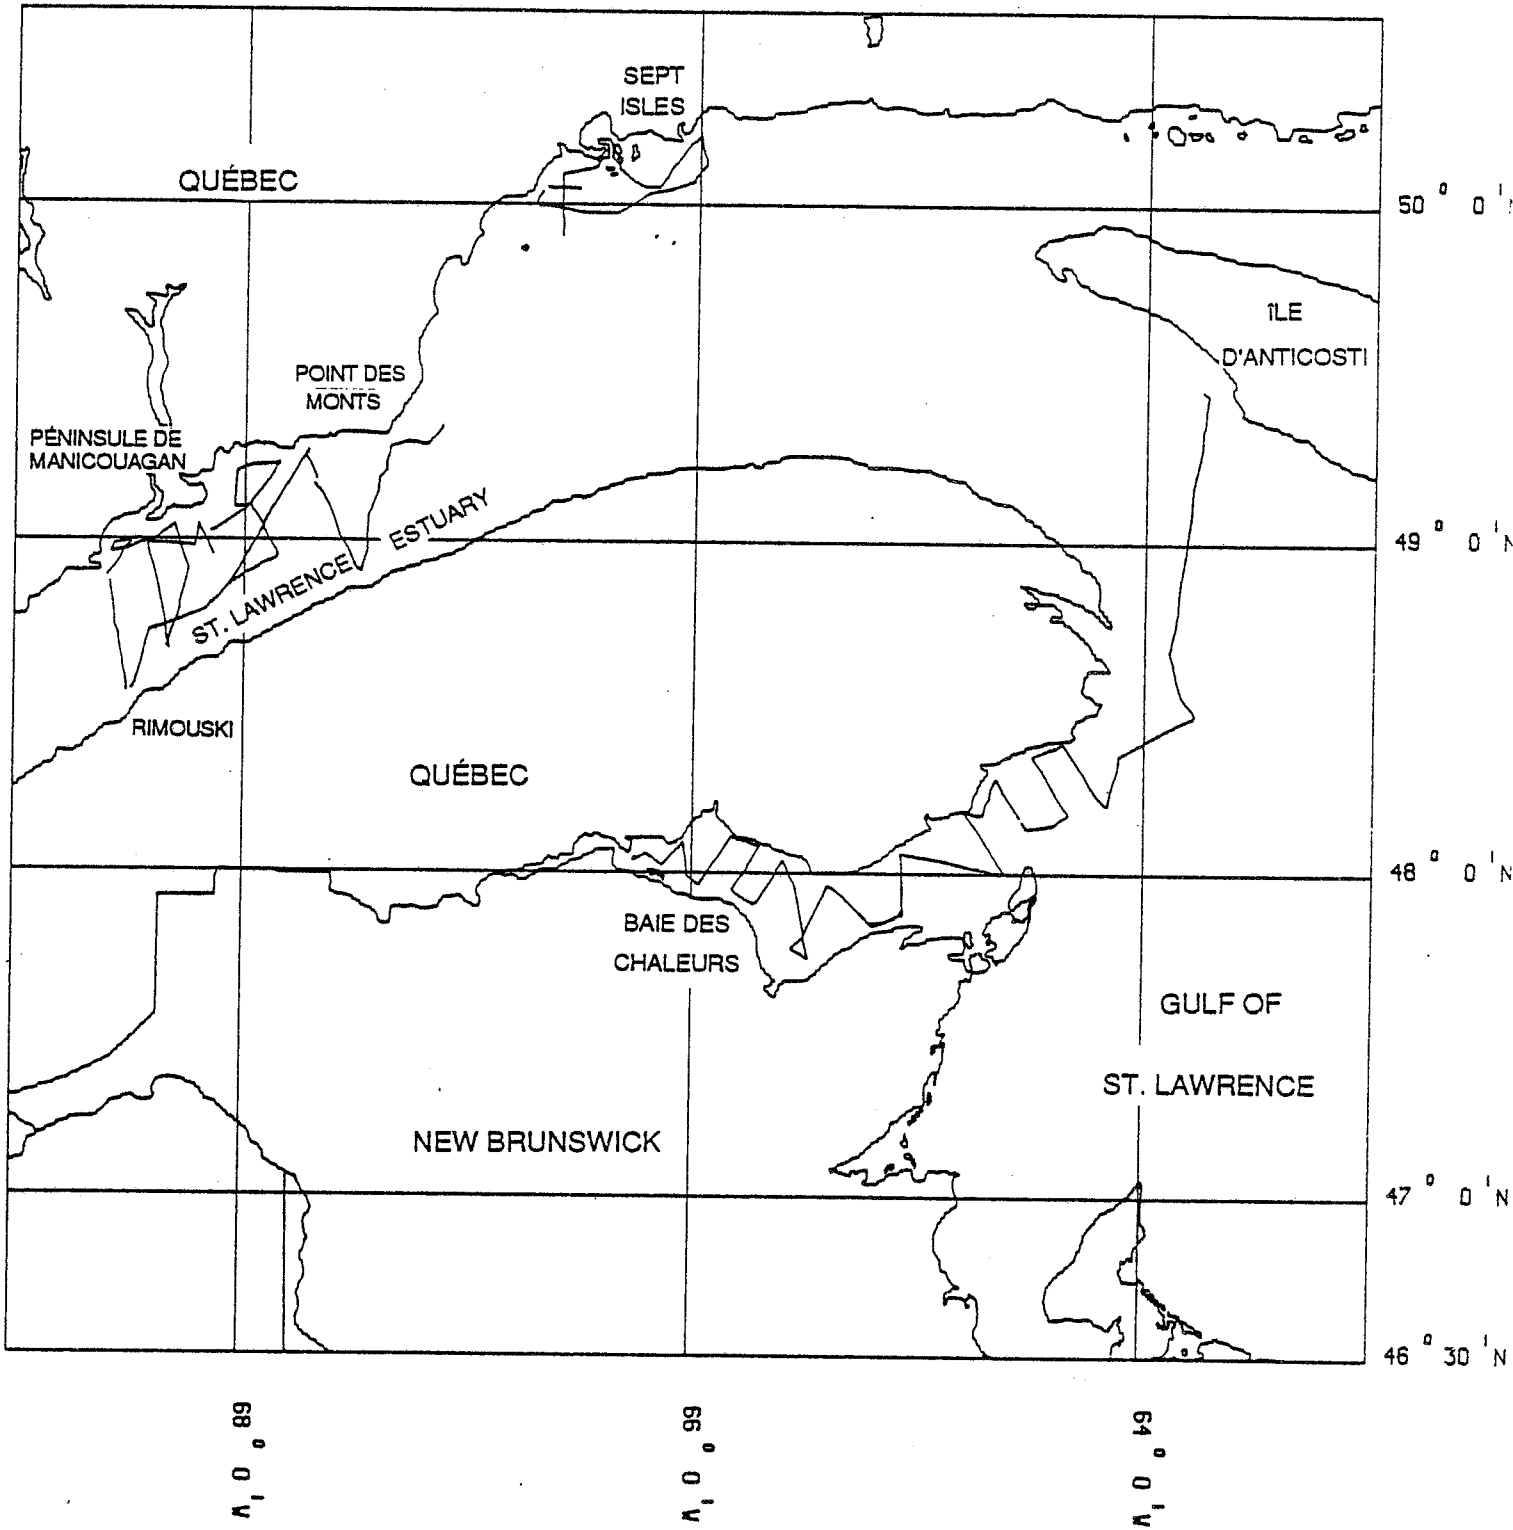 SEPT
ISLES
QUÉBEC
50° 0'N
ÎLE
D'ANTICOSTI
POINT DES
MONTS
PÉNINSULE DE
MANICOUAGAN
ST. LAWRENCE ESTUARY
49° 0'N
RIMOUSKI
QUÉBEC
48° 0'N
BAIE DES
CHALEURS
GULF OF
ST. LAWRENCE
NEW BRUNSWICK
47° 0'N
46° 30'N
68° 0'W
66° 0'W
64° 0'W